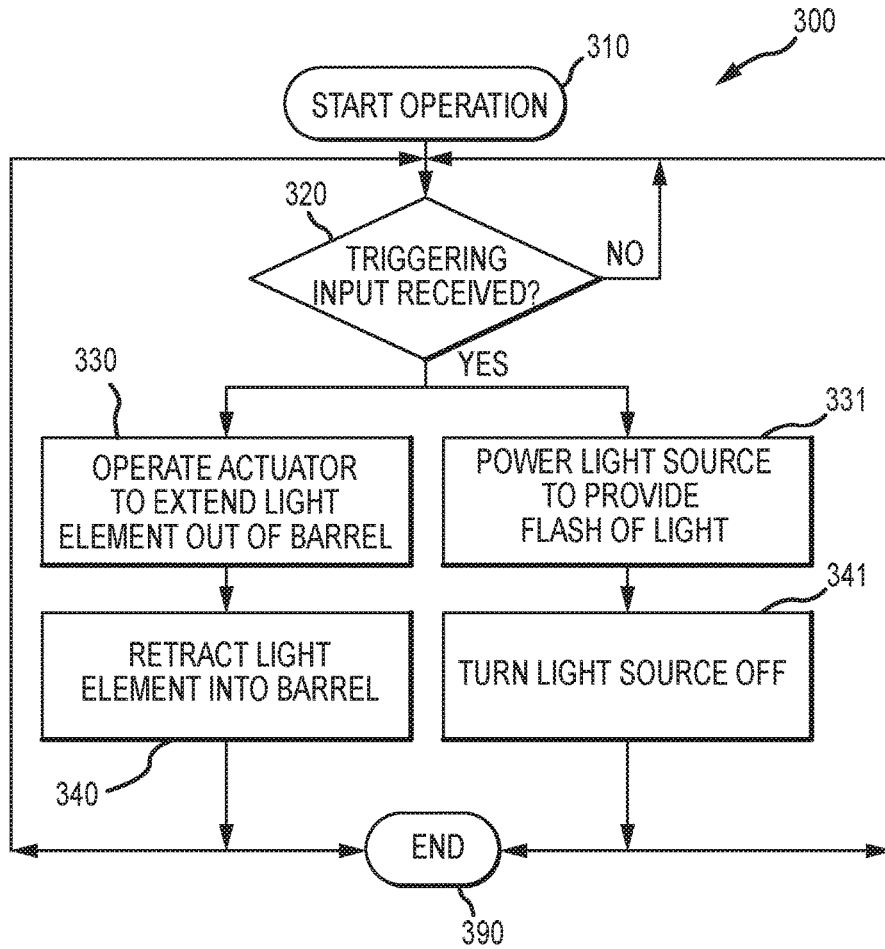 300
310
START OPERATION
320
TRIGGERING
INPUT RECEIVED?
NO
YES
330
OPERATE ACTUATOR
TO EXTEND LIGHT
ELEMENT OUT OF BARREL
331
POWER LIGHT SOURCE
TO PROVIDE
FLASH OF LIGHT
RETRACT LIGHT
ELEMENT INTO BARREL
340
341
TURN LIGHT SOURCE OFF
END
390